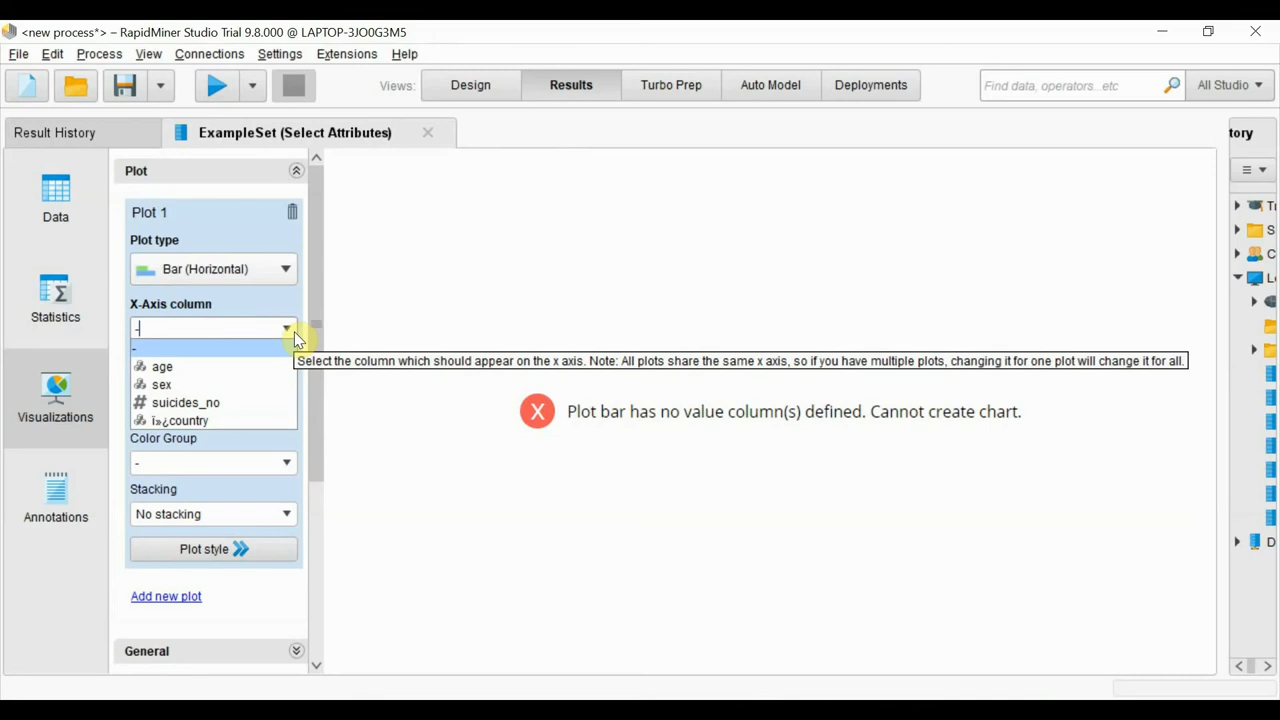 <new process*> – RapidMiner Studio Trial 9.8.000 @ LAPTOP-3JO0G3M5
File Edit Process View Connections Settings Extensions Help
Views: Design Results Turbo Prep Auto Model Deployments Find data, operators...etc All Studio
Result History ExampleSet (Select Attributes) tory
Data
Statistics
Visualizations
Annotations
Plot
Plot 1
Plot type
Bar (Horizontal)
X-Axis column
-
-
age
sex
suicides_no
ï»¿country
Color Group
-
Stacking
No stacking
Plot style
Add new plot
General
Select the column which should appear on the x axis. Note: All plots share the same x axis, so if you have multiple plots, changing it for one plot will change it for all.
X Plot bar has no value column(s) defined. Cannot create chart.
Tr
S
C
Lo
D